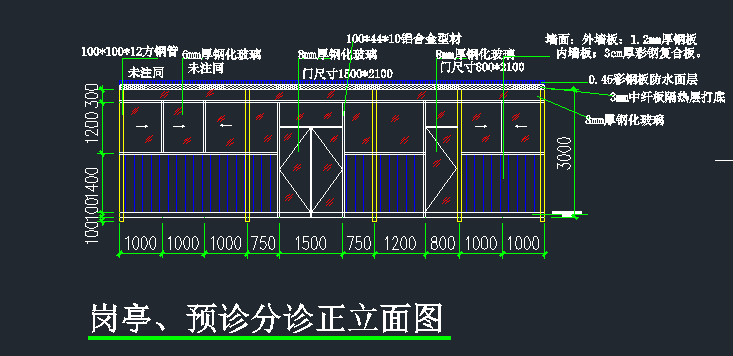 100*44*10铝合金型材
墙面：外墙板：1.2mm厚钢板
内墙板：3cm厚彩钢复合板。
100*100*12方钢管
未注同
6mm厚钢化玻璃
未注同
8mm厚钢化玻璃
门尺寸1500*2100
8mm厚钢化玻璃
门尺寸800*2100
0.45彩钢板防水面层
3mm中纤板隔热层打底
8mm厚钢化玻璃
300
1200
1400
100
100
3000
1000 1000 1000 750 1500 750 1200 800 1000 1000
岗亭、预诊分诊正立面图